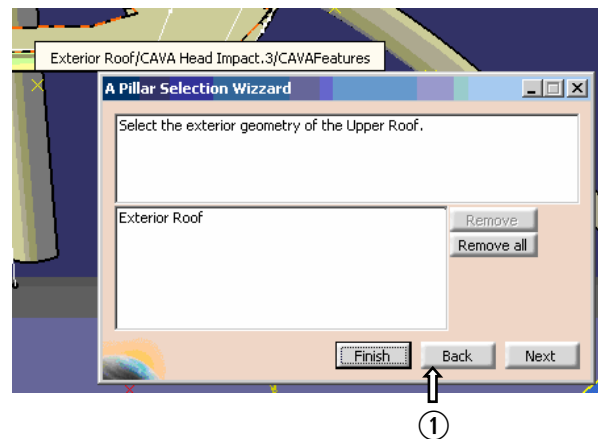 Exterior Roof/CAVA Head Impact.3/CAVAFeatures
A Pillar Selection Wizzard
Select the exterior geometry of the Upper Roof.
Exterior Roof
Remove
Remove all
Finish Back Next
①